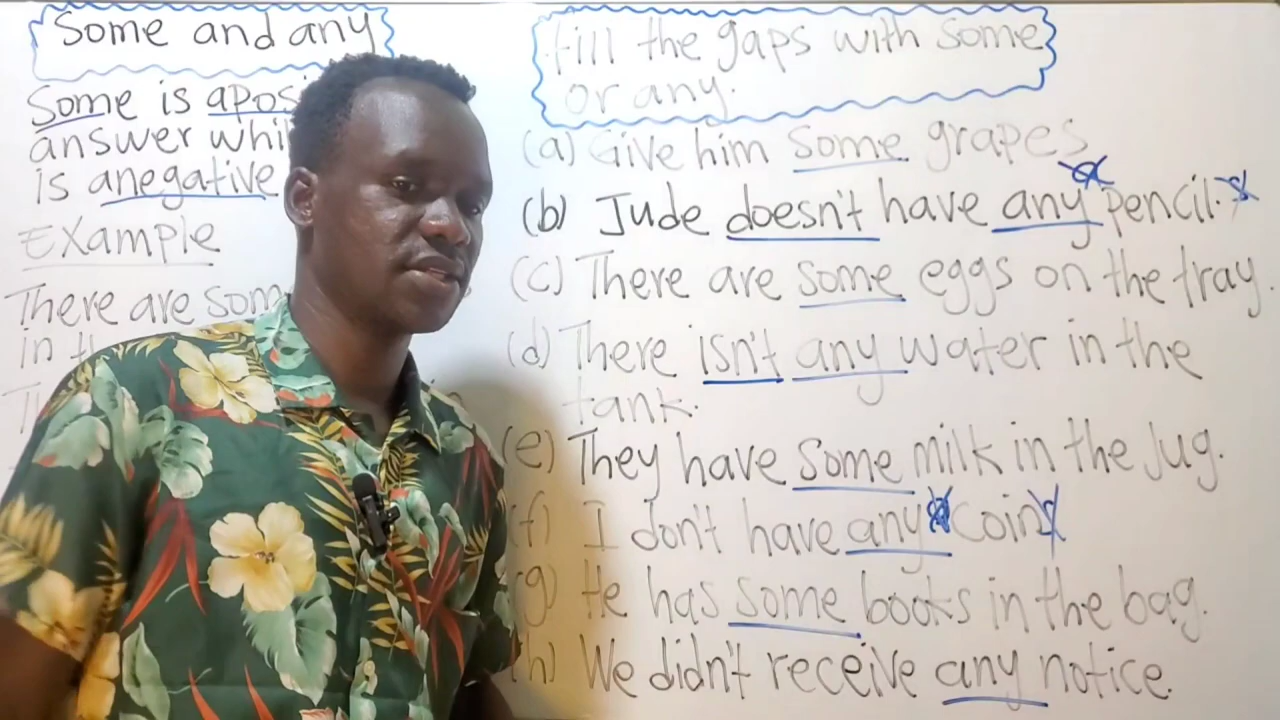 Some and any
Some is apos
answer whi
is anegative
Example
There are som
in t
Fill the gaps with some
or any.
(a) Give him some grapes
(b) Jude doesn't have any pencil.
(c) There are some eggs on the tray.
(d) There isn't any water in the
tank.
(e) They have some milk in the Jug.
(f) I don't have any coin
(g) He has some books in the bag.
(h) We didn't receive any notice.